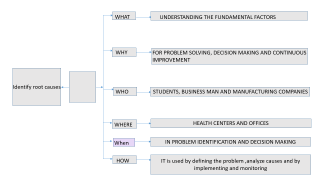 WHAT
UNDERSTANDING THE FUNDAMENTAL FACTORS
WHY
FOR PROBLEM SOLVING, DECISION MAKING AND CONTINUOUS
IMPROVEMENT
Identify root causes
WHO
STUDENTS, BUSINESS MAN AND MANUFACTURING COMPANIES
WHERE
HEALTH CENTERS AND OFFICES
When
IN PROBLEM IDENTIFICATION AND DECISION MAKING
HOW
IT is used by defining the problem ,analyze causes and by
implementing and monitoring